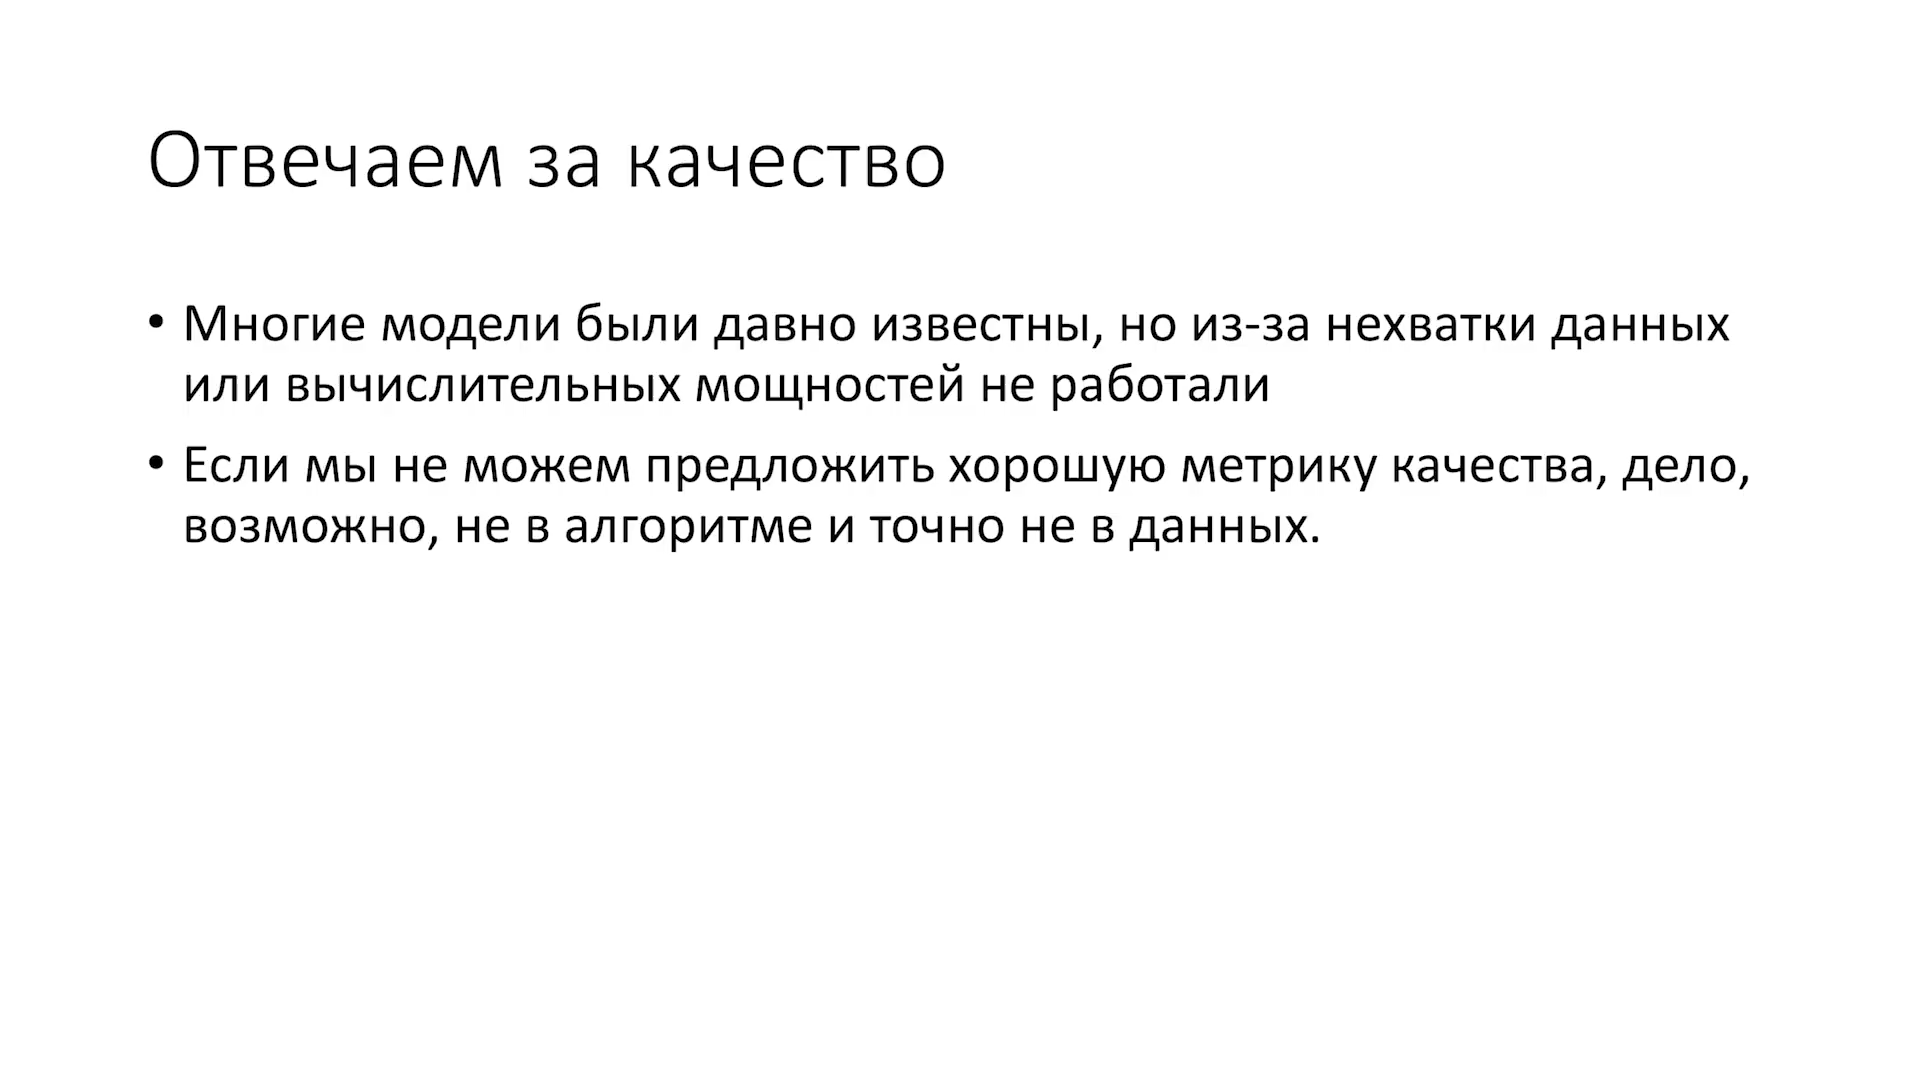 Отвечаем за качество
• Многие модели были давно известны, но из-за нехватки данных
или вычислительных мощностей не работали
• Если мы не можем предложить хорошую метрику качества, дело,
возможно, не в алгоритме и точно не в данных.